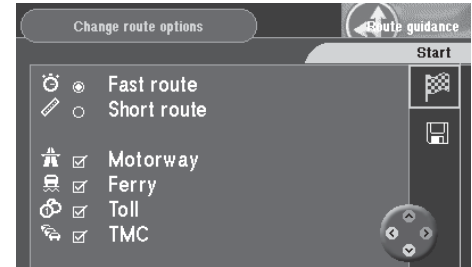 Change route options
Route guidance
Start
Fast route
Short route
Motorway
Ferry
Toll
TMC